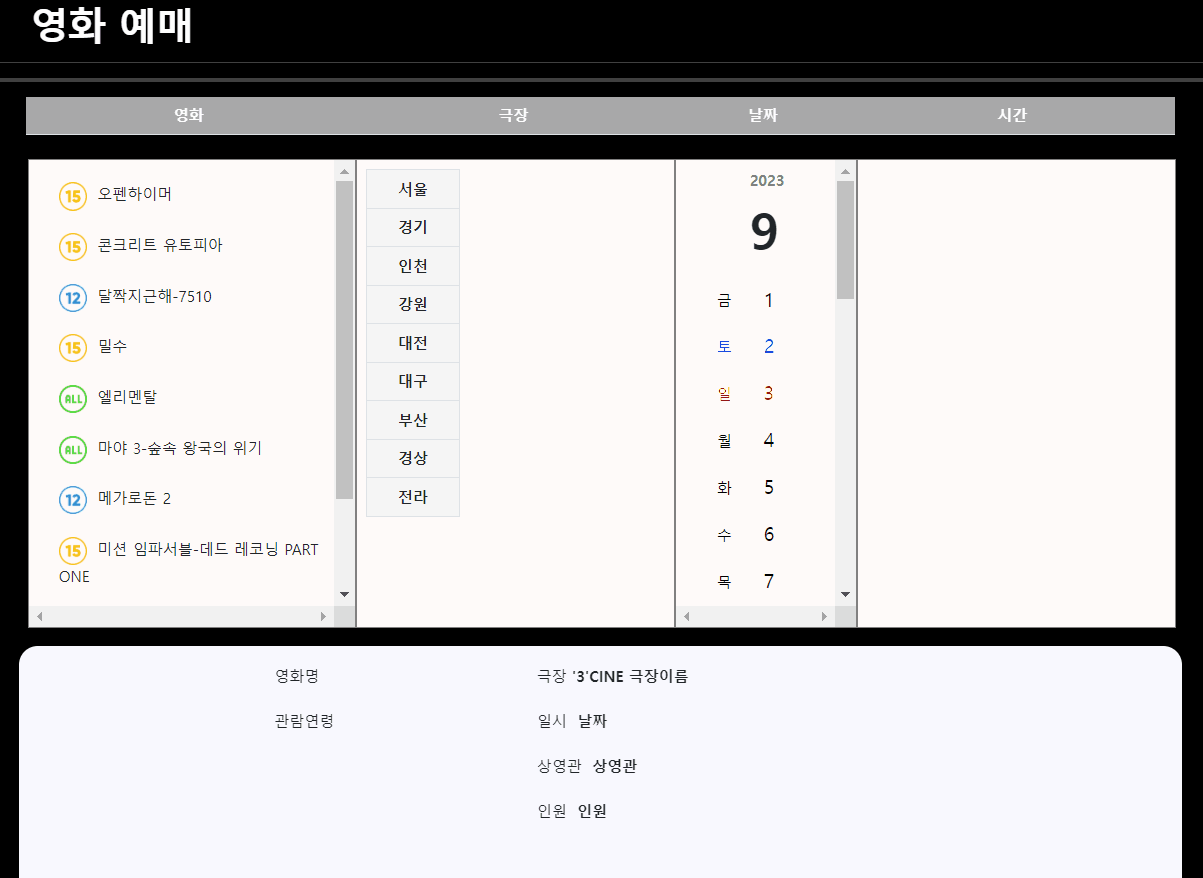 영화 예매
영화 극장 날짜 시간
15 오펜하이머
15 콘크리트 유토피아
12 달짝지근해-7510
15 밀수
ALL 엘리멘탈
ALL 마야 3-숲속 왕국의 위기
12 메가로돈 2
15 미션 임파서블-데드 레코닝 PART
ONE
서울
경기
인천
강원
대전
대구
부산
경상
전라
2023
9
금 1
토 2
일 3
월 4
화 5
수 6
목 7
영화명
관람연령
극장 '3'CINE 극장이름
일시 날짜
상영관 상영관
인원 인원